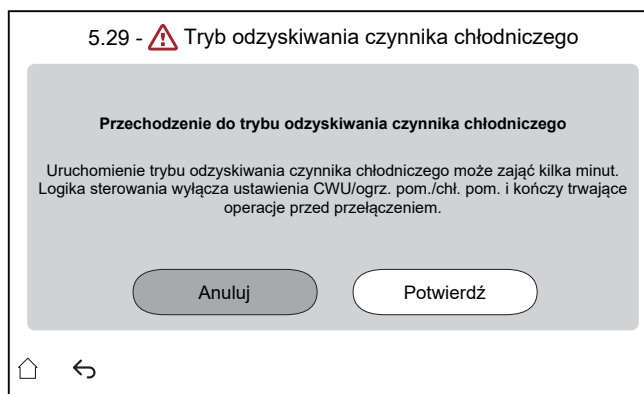 5.29 - Tryb odzyskiwania czynnika chłodniczego
Przechodzenie do trybu odzyskiwania czynnika chłodniczego
Uruchomienie trybu odzyskiwania czynnika chłodniczego może zająć kilka minut.
Logika sterowania wyłącza ustawienia CWU/ogrz. pom./chł. pom. i kończy trwające
operacje przed przełączeniem.
Anuluj
Potwierdź